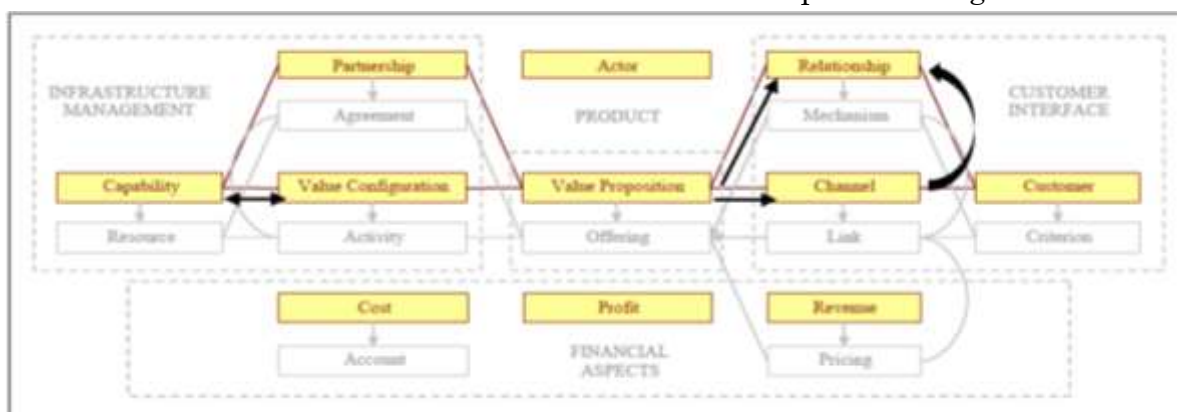 Partnership
Actor
Relationship
INFRASTRUCTURE
MANAGEMENT
CUSTOMER
INTERFACE
Agreement
PRODUCT
Mechanism
Capability
Value Configuration
Value Proposition
Channel
Customer
Resource
Activity
Offering
Link
Criterion
Cost
Profit
Revenue
Account
FINANCIAL
ASPECTS
Pricing